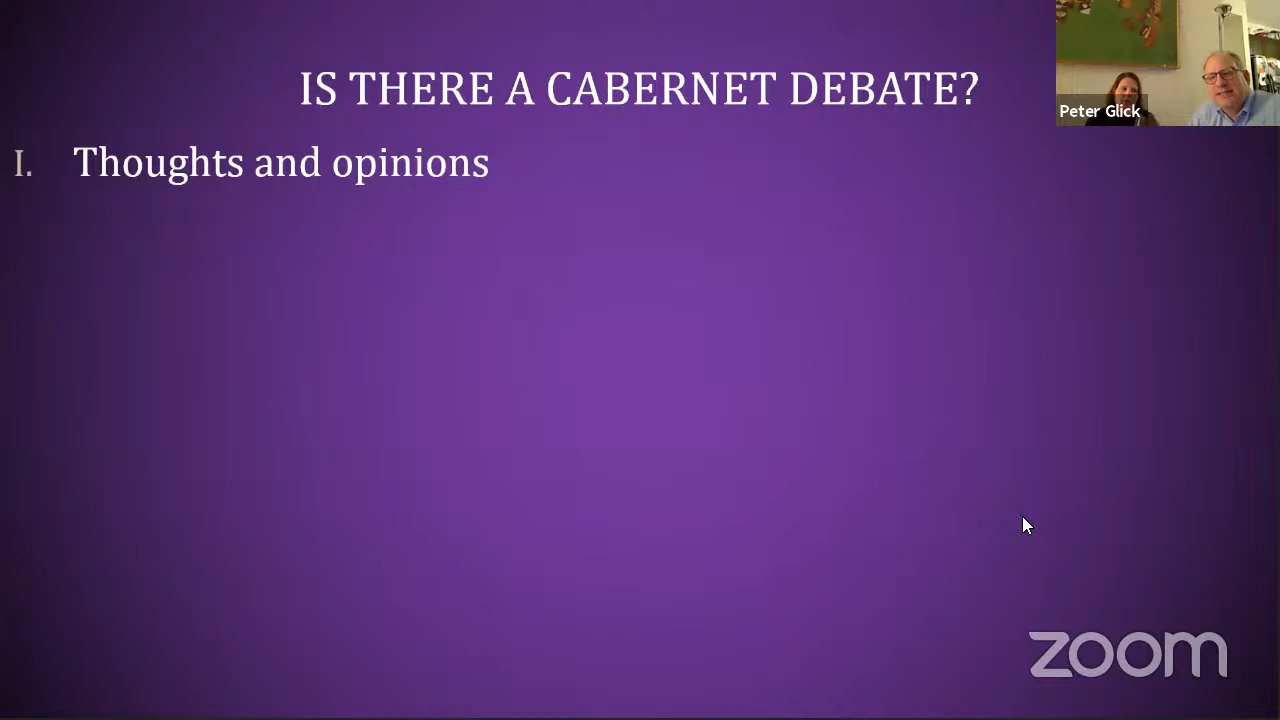 IS THERE A CABERNET DEBATE?
Peter Glick
I. Thoughts and opinions
zoom